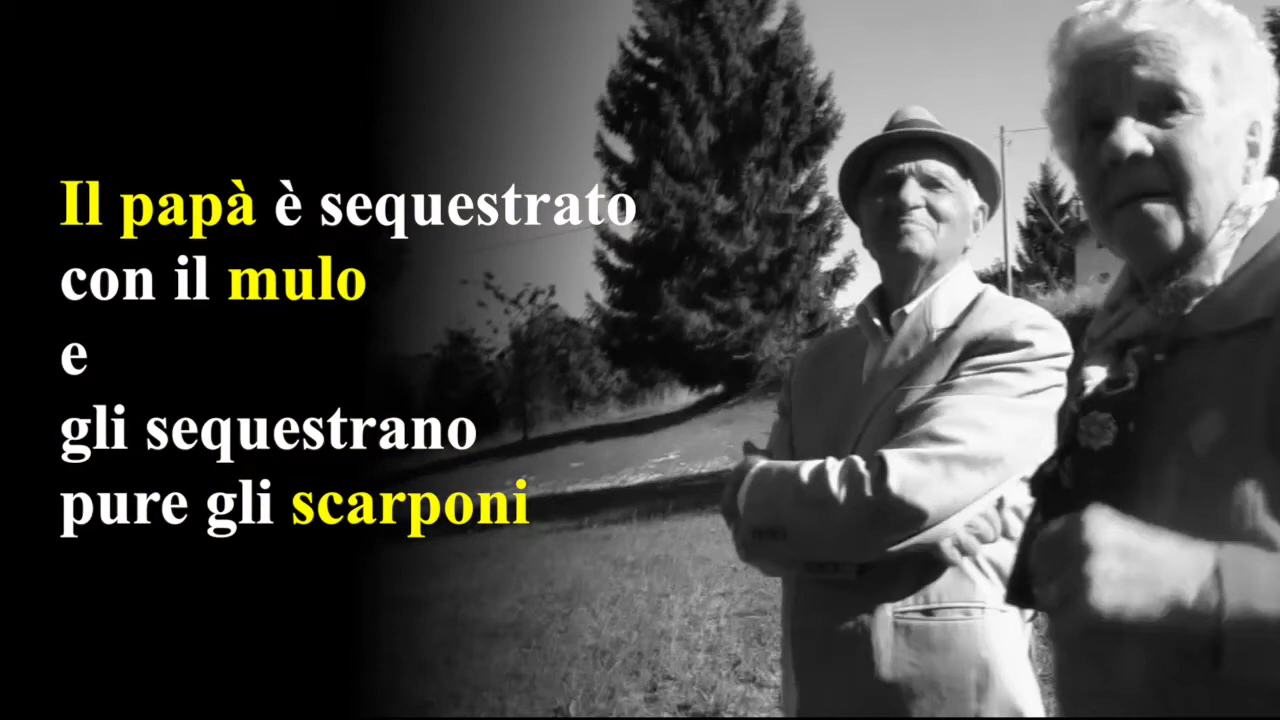 Il papà è sequestrato
con il mulo
e
gli sequestrano
pure gli scarponi